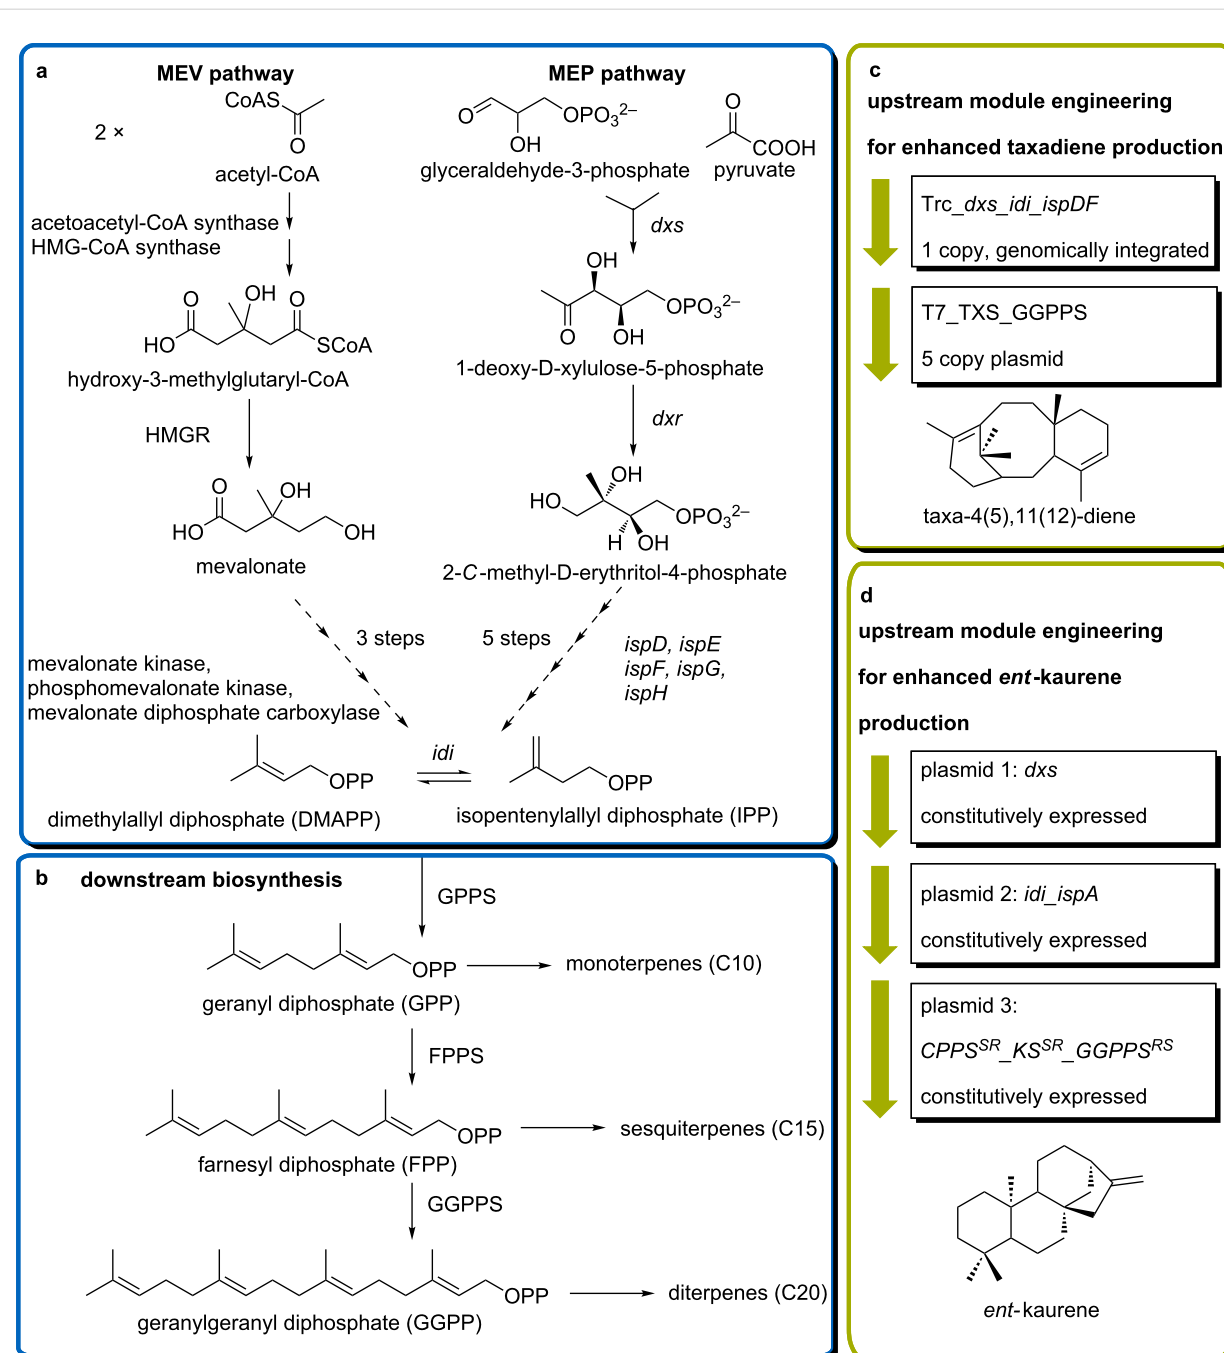 a
MEV pathway
MEP pathway
CoAS
O
2 ×
acetyl-CoA
O
OH
OPO₃²⁻
O
COOH
glyceraldehyde-3-phosphate
pyruvate
acetoacetyl-CoA synthase
HMG-CoA synthase
dxs
O
HO
OH
O
SCoA
hydroxy-3-methylglutaryl-CoA
OH
O
OH
OPO₃²⁻
1-deoxy-D-xylulose-5-phosphate
HMGR
dxr
O
HO
OH
OH
mevalonate
HO
OH
H
OH
OPO₃²⁻
2-C-methyl-D-erythritol-4-phosphate
3 steps
5 steps
ispD, ispE
ispF, ispG,
ispH
mevalonate kinase,
phosphomevalonate kinase,
mevalonate diphosphate carboxylase
idi
OPP
OPP
dimethylallyl diphosphate (DMAPP)
isopentenylallyl diphosphate (IPP)
b
downstream biosynthesis
GPPS
OPP
monoterpenes (C10)
geranyl diphosphate (GPP)
FPPS
OPP
sesquiterpenes (C15)
farnesyl diphosphate (FPP)
GGPPS
OPP
diterpenes (C20)
geranylgeranyl diphosphate (GGPP)
c
upstream module engineering
for enhanced taxadiene production
Trc_dxs_idi_ispDF
1 copy, genomically integrated
T7_TXS_GGPPS
5 copy plasmid
taxa-4(5),11(12)-diene
d
upstream module engineering
for enhanced ent-kaurene
production
plasmid 1: dxs
constitutively expressed
plasmid 2: idi_ispA
constitutively expressed
plasmid 3:
CPPS^SR_KS^SR_GGPPS^RS
constitutively expressed
ent-kaurene